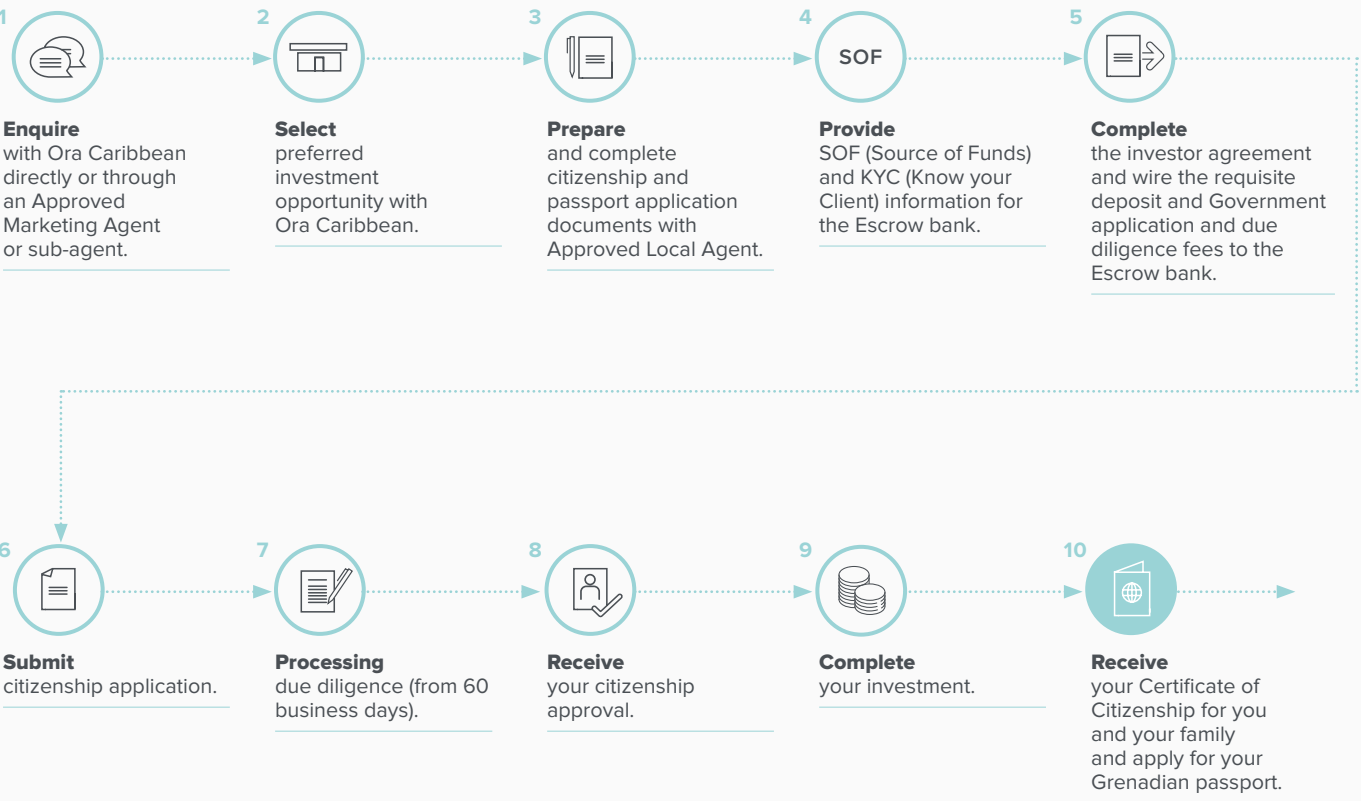 1
Enquire
with Ora Caribbean
directly or through
an Approved
Marketing Agent
or sub-agent.
2
Select
preferred
investment
opportunity with
Ora Caribbean.
3
Prepare
and complete
citizenship and
passport application
documents with
Approved Local Agent.
4
SOF
Provide
SOF (Source of Funds)
and KYC (Know your
Client) information for
the Escrow bank.
5
Complete
the investor agreement
and wire the requisite
deposit and Government
application and due
diligence fees to the
Escrow bank.
6
Submit
citizenship application.
7
Processing
due diligence (from 60
business days).
8
Receive
your citizenship
approval.
9
Complete
your investment.
10
Receive
your Certificate of
Citizenship for you
and your family
and apply for your
Grenadian passport.